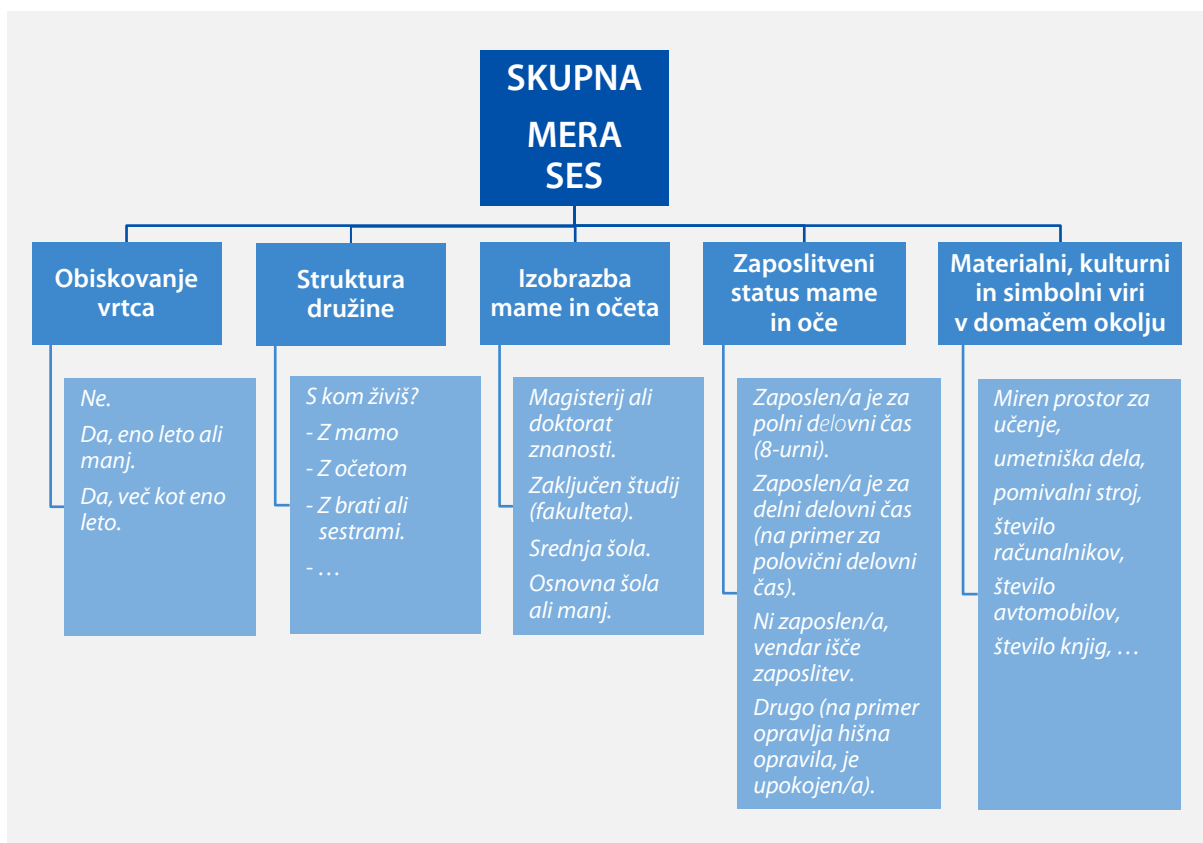 SKUPNA
MERA
SES
Obiskovanje
vrtca
Ne.
Da, eno leto ali
manj.
Da, več kot eno
leto.
Struktura
družine
S kom živiš?
- Z mamo
- Z očetom
- Z brati ali
sestrami.
- …
Izobrazba
mame in očeta
Magisterij ali
doktorat
znanosti.
Zaključen študij
(fakulteta).
Srednja šola.
Osnovna šola
ali manj.
Zaposlitveni
status mame
in oče
Zaposlen/a je za
polni delovni čas
(8-urni).
Zaposlen/a je za
delni delovni čas
(na primer za
polovični delovni
čas).
Ni zaposlen/a,
vendar išče
zaposlitev.
Drugo (na primer
opravlja hišna
opravila, je
upokojen/a).
Materialni, kulturni
in simbolni viri
v domačem okolju
Miren prostor za
učenje,
umetniška dela,
pomivalni stroj,
število
računalnikov,
število
avtomobilov,
število knjig, …